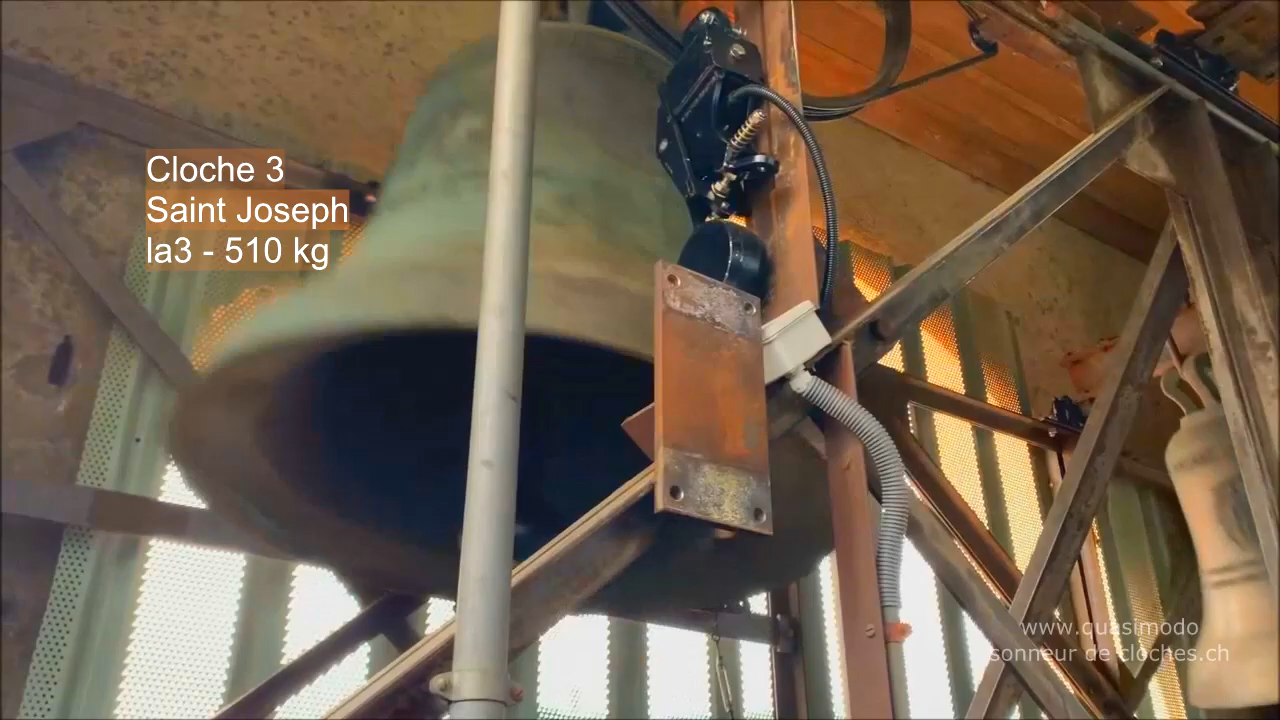 Cloche 3
Saint Joseph
la3 - 510 kg
www.quasimodo
sonneur de cloches.ch